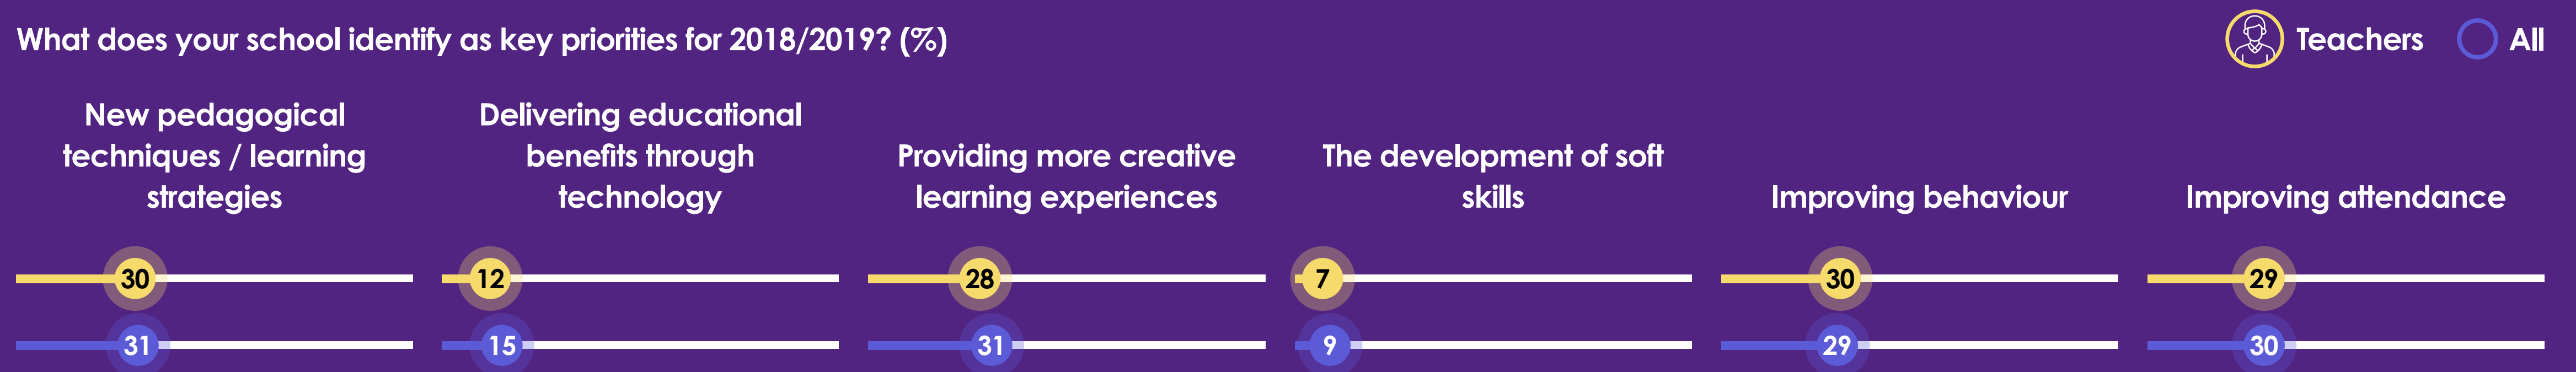 What does your school identify as key priorities for 2018/2019? (%)
Teachers
All
New pedagogical
techniques / learning
strategies
Delivering educational
benefits through
technology
Providing more creative
learning experiences
The development of soft
skills
Improving behaviour
Improving attendance
30
12
28
7
30
29
31
15
31
9
29
30